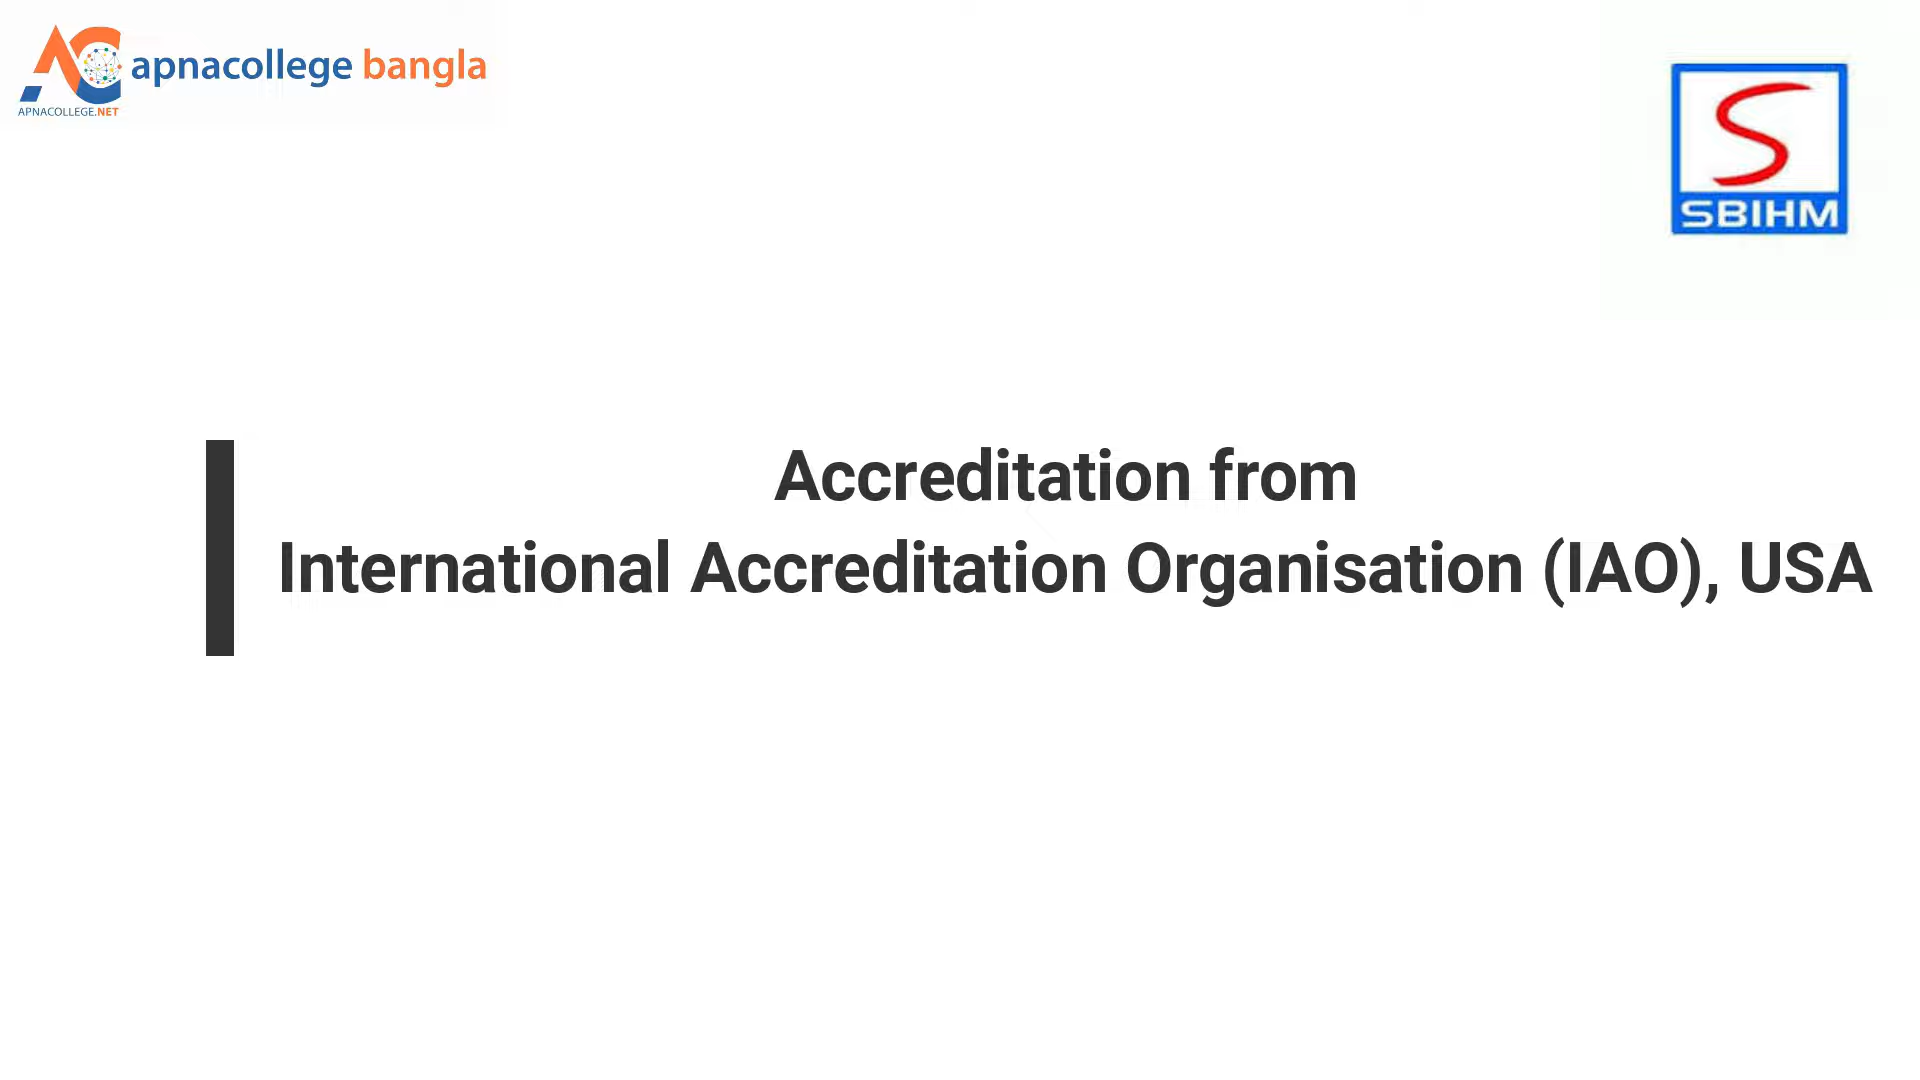 apnacollege bangla
APNACOLLEGE.NET
S
SBIHM
Accreditation from
International Accreditation Organisation (IAO), USA